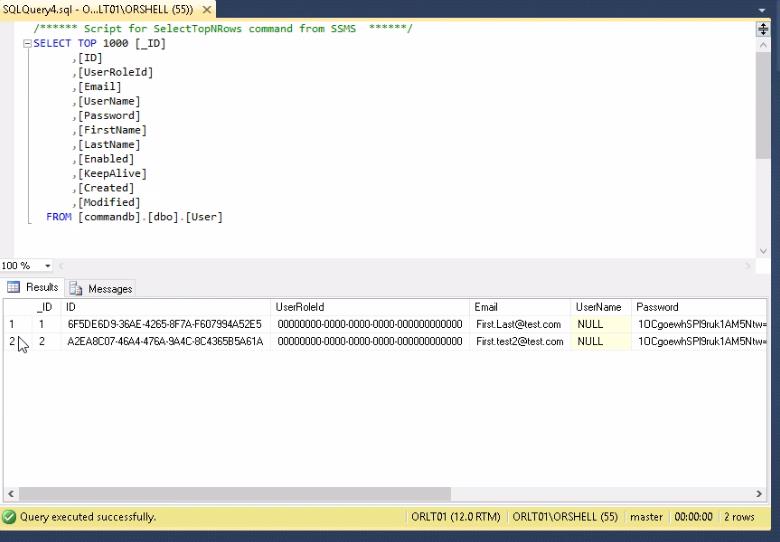 SQLQuery4.sql - O...LT01\ORSHELL (55))
/****** Script for SelectTopNRows command from SSMS ******/
SELECT TOP 1000 [_ID]
,[ID]
,[UserRoleId]
,[Email]
,[UserName]
,[Password]
,[FirstName]
,[LastName]
,[Enabled]
,[KeepAlive]
,[Created]
,[Modified]
FROM [commandb].[dbo].[User]
100 %
Results Messages
_ID ID UserRoleId Email UserName Password
1 1 6F5DE6D9-36AE-4265-8F7A-F607994A52E5 00000000-0000-0000-0000-000000000000 First.Last@test.com NULL 1OCgoewhSPl9ruk1AM5Ntw=
2 2 A2EA8C07-46A4-476A-9A4C-8C4365B5A61A 00000000-0000-0000-0000-000000000000 First.test2@test.com NULL 1OCgoewhSPl9ruk1AM5Ntw=
Query executed successfully. ORLT01 (12.0 RTM) ORLT01\ORSHELL (55) master 00:00:00 2 rows